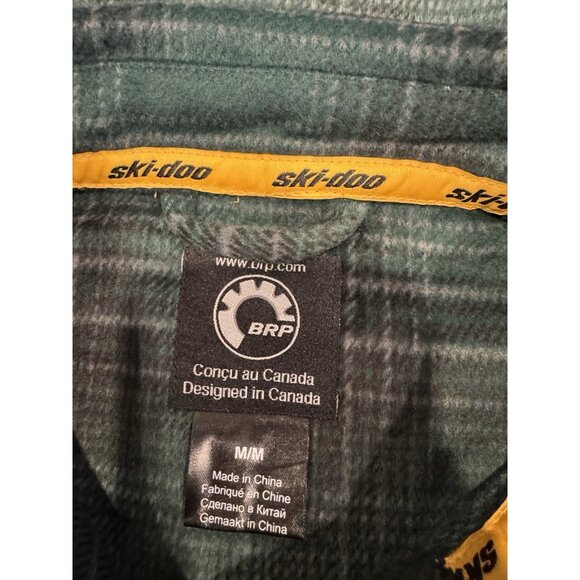 ski-doo ski-doo ski-
www.brp.com
BRP
Conçu au Canada
Designed in Canada
M/M
Made in China
Fabriqué en Chine
Сделано в Китай
Gemaakt in China